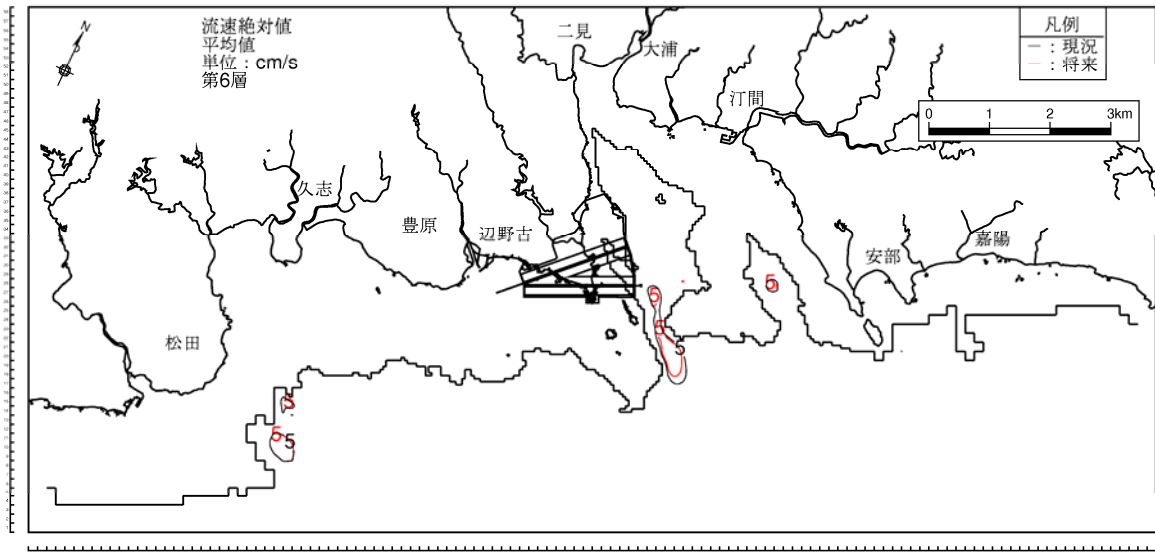 N
流速絶対値
平均値
単位：cm/s
第6層
二見
大浦
汀間
凡例
－：現況
－：将来
0 1 2 3km
久志
豊原
辺野古
安部
嘉陽
松田
5
5
5
5
5
5
5